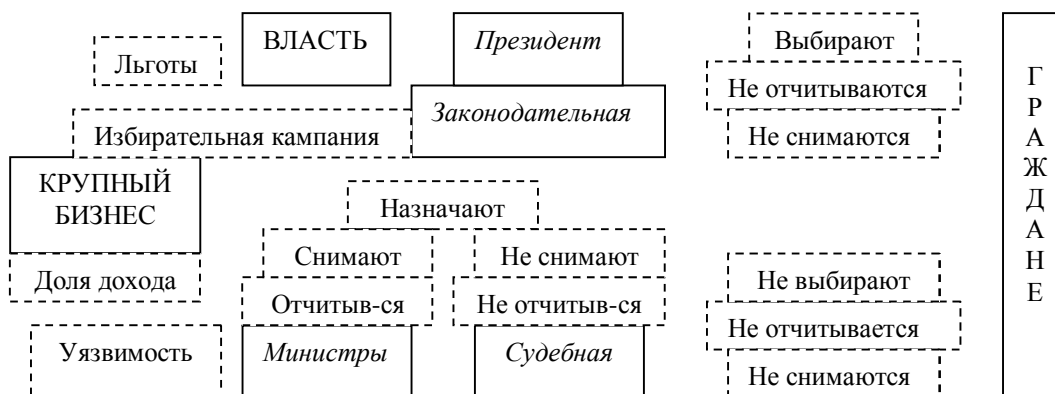 ВЛАСТЬ
Президент
Выбирают
Льготы
Не отчитываются
Законодательная
Избирательная кампания
Не снимаются
КРУПНЫЙ
БИЗНЕС
Назначают
Снимают
Не снимают
Не выбирают
Доля дохода
Отчитыв-ся
Не отчитыв-ся
Не отчитывается
Уязвимость
Министры
Судебная
Не снимаются
Г
Р
А
Ж
Д
А
Н
Е